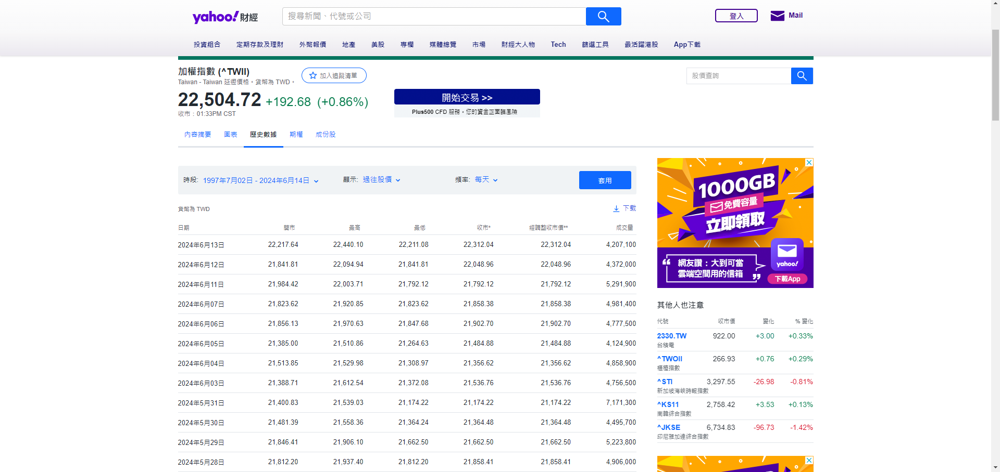 yahoo!財經
搜尋新聞、代號或公司
登入
Mail
投資組合 定期存款及理財 外幣報價 地產 美股 專欄 媒體總覽 市場 財經大人物 Tech 篩選工具 最活躍港股 App下載
加權指數 (^TWII)
加入追蹤清單
股價查詢
Taiwan - Taiwan 延遲價格。貨幣為 TWD。
22,504.72 +192.68 (+0.86%)
收市：01:33PM CST
開始交易 >>
Plus500 CFD 服務。您的資金正面臨風險
內容摘要 圖表 歷史數據 期權 成份股
時段: 1997年7月02日 - 2024年6月14日 顯示: 過往股價 頻率: 每天 套用
貨幣為 TWD 下載
日期 開市 最高 最低 收市* 經調整收市價** 成交量
2024年6月13日 22,217.64 22,440.10 22,211.08 22,312.04 22,312.04 4,207,100
2024年6月12日 21,841.81 22,094.94 21,841.81 22,048.96 22,048.96 4,372,000
2024年6月11日 21,984.42 22,003.71 21,792.12 21,792.12 21,792.12 5,291,900
2024年6月07日 21,823.62 21,920.85 21,823.62 21,858.38 21,858.38 4,981,400
2024年6月06日 21,856.13 21,970.63 21,847.68 21,902.70 21,902.70 4,777,500
2024年6月05日 21,385.00 21,510.86 21,264.63 21,484.88 21,484.88 4,124,900
2024年6月04日 21,513.85 21,529.98 21,308.97 21,356.62 21,356.62 4,858,900
2024年6月03日 21,388.71 21,612.54 21,372.08 21,536.76 21,536.76 4,756,500
2024年5月31日 21,400.83 21,539.03 21,174.22 21,174.22 21,174.22 7,171,300
2024年5月30日 21,481.39 21,558.36 21,364.24 21,364.48 21,364.48 4,495,700
2024年5月29日 21,846.41 21,906.10 21,662.50 21,662.50 21,662.50 5,223,800
2024年5月28日 21,812.20 21,937.40 21,812.20 21,858.41 21,858.41 4,906,000
1000GB
免費容量
立即領取
網友讚：大到可當
雲端空間用的信箱
yahoo!
下載App
其他人也注意
代號 收市價 變化 % 變化
2330.TW 922.00 +3.00 +0.33%
台積電
^TWOII 266.93 +0.76 +0.29%
櫃檯指數
^STI 3,297.55 -26.98 -0.81%
新加坡海峽時報指數
^KS11 2,758.42 +3.53 +0.13%
南韓綜合指數
^JKSE 6,734.83 -96.73 -1.42%
印尼雅加達綜合指數